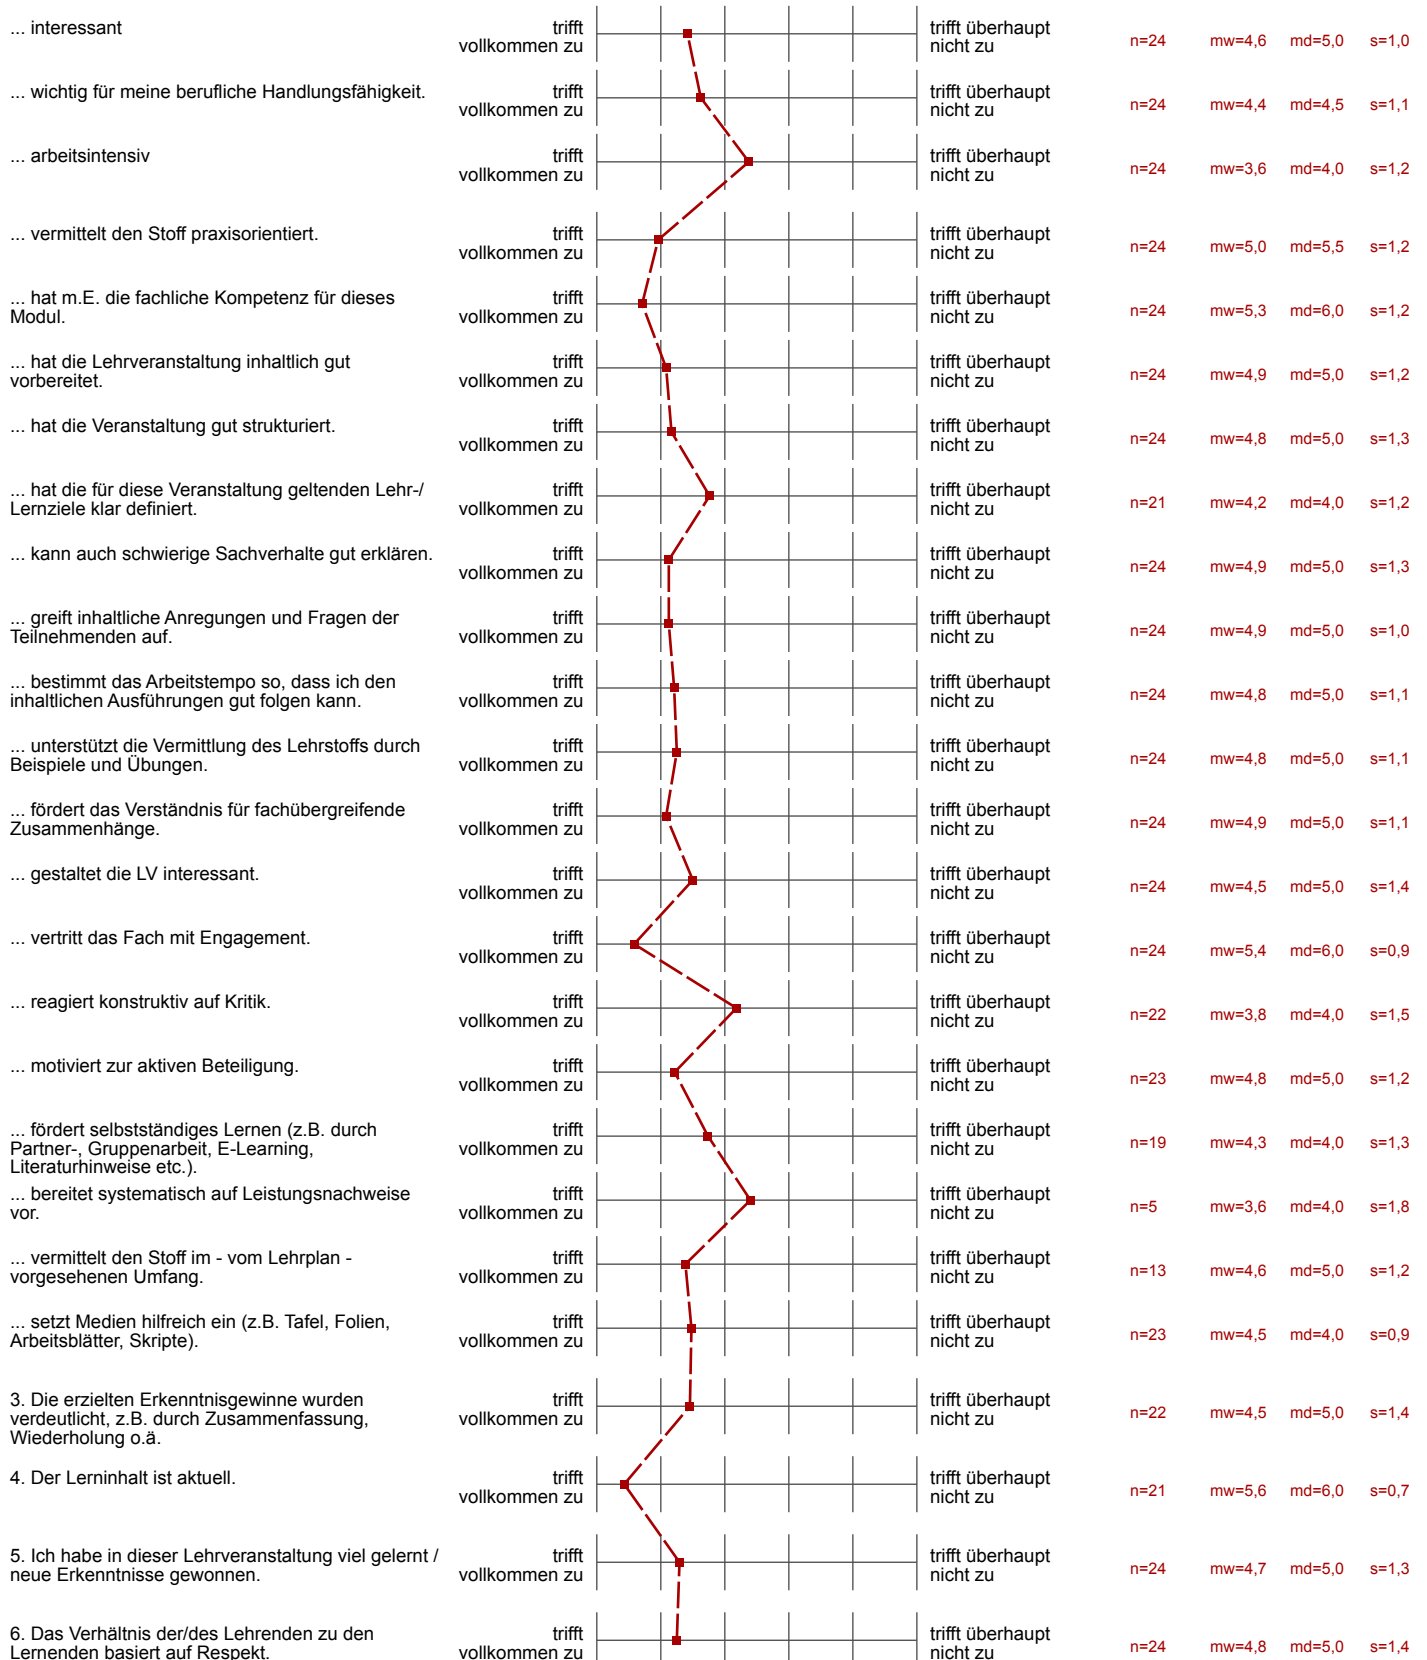 ... interessant
trifft
vollkommen zu
trifft überhaupt
nicht zu
n=24 mw=4,6 md=5,0 s=1,0
... wichtig für meine berufliche Handlungsfähigkeit.
trifft
vollkommen zu
trifft überhaupt
nicht zu
n=24 mw=4,4 md=4,5 s=1,1
... arbeitsintensiv
trifft
vollkommen zu
trifft überhaupt
nicht zu
n=24 mw=3,6 md=4,0 s=1,2
... vermittelt den Stoff praxisorientiert.
trifft
vollkommen zu
trifft überhaupt
nicht zu
n=24 mw=5,0 md=5,5 s=1,2
... hat m.E. die fachliche Kompetenz für dieses
Modul.
trifft
vollkommen zu
trifft überhaupt
nicht zu
n=24 mw=5,3 md=6,0 s=1,2
... hat die Lehrveranstaltung inhaltlich gut
vorbereitet.
trifft
vollkommen zu
trifft überhaupt
nicht zu
n=24 mw=4,9 md=5,0 s=1,2
... hat die Veranstaltung gut strukturiert.
trifft
vollkommen zu
trifft überhaupt
nicht zu
n=24 mw=4,8 md=5,0 s=1,3
... hat die für diese Veranstaltung geltenden Lehr-/
Lernziele klar definiert.
trifft
vollkommen zu
trifft überhaupt
nicht zu
n=21 mw=4,2 md=4,0 s=1,2
... kann auch schwierige Sachverhalte gut erklären.
trifft
vollkommen zu
trifft überhaupt
nicht zu
n=24 mw=4,9 md=5,0 s=1,3
... greift inhaltliche Anregungen und Fragen der
Teilnehmenden auf.
trifft
vollkommen zu
trifft überhaupt
nicht zu
n=24 mw=4,9 md=5,0 s=1,0
... bestimmt das Arbeitstempo so, dass ich den
inhaltlichen Ausführungen gut folgen kann.
trifft
vollkommen zu
trifft überhaupt
nicht zu
n=24 mw=4,8 md=5,0 s=1,1
... unterstützt die Vermittlung des Lehrstoffs durch
Beispiele und Übungen.
trifft
vollkommen zu
trifft überhaupt
nicht zu
n=24 mw=4,8 md=5,0 s=1,1
... fördert das Verständnis für fachübergreifende
Zusammenhänge.
trifft
vollkommen zu
trifft überhaupt
nicht zu
n=24 mw=4,9 md=5,0 s=1,1
... gestaltet die LV interessant.
trifft
vollkommen zu
trifft überhaupt
nicht zu
n=24 mw=4,5 md=5,0 s=1,4
... vertritt das Fach mit Engagement.
trifft
vollkommen zu
trifft überhaupt
nicht zu
n=24 mw=5,4 md=6,0 s=0,9
... reagiert konstruktiv auf Kritik.
trifft
vollkommen zu
trifft überhaupt
nicht zu
n=22 mw=3,8 md=4,0 s=1,5
... motiviert zur aktiven Beteiligung.
trifft
vollkommen zu
trifft überhaupt
nicht zu
n=23 mw=4,8 md=5,0 s=1,2
... fördert selbstständiges Lernen (z.B. durch
Partner-, Gruppenarbeit, E-Learning,
Literaturhinweise etc.).
trifft
vollkommen zu
trifft überhaupt
nicht zu
n=19 mw=4,3 md=4,0 s=1,3
... bereitet systematisch auf Leistungsnachweise
vor.
trifft
vollkommen zu
trifft überhaupt
nicht zu
n=5 mw=3,6 md=4,0 s=1,8
... vermittelt den Stoff im - vom Lehrplan -
vorgesehenen Umfang.
trifft
vollkommen zu
trifft überhaupt
nicht zu
n=13 mw=4,6 md=5,0 s=1,2
... setzt Medien hilfreich ein (z.B. Tafel, Folien,
Arbeitsblätter, Skripte).
trifft
vollkommen zu
trifft überhaupt
nicht zu
n=23 mw=4,5 md=4,0 s=0,9
3. Die erzielten Erkenntnisgewinne wurden
verdeutlicht, z.B. durch Zusammenfassung,
Wiederholung o.ä.
trifft
vollkommen zu
trifft überhaupt
nicht zu
n=22 mw=4,5 md=5,0 s=1,4
4. Der Lerninhalt ist aktuell.
trifft
vollkommen zu
trifft überhaupt
nicht zu
n=21 mw=5,6 md=6,0 s=0,7
5. Ich habe in dieser Lehrveranstaltung viel gelernt /
neue Erkenntnisse gewonnen.
trifft
vollkommen zu
trifft überhaupt
nicht zu
n=24 mw=4,7 md=5,0 s=1,3
6. Das Verhältnis der/des Lehrenden zu den
Lernenden basiert auf Respekt.
trifft
vollkommen zu
trifft überhaupt
nicht zu
n=24 mw=4,8 md=5,0 s=1,4